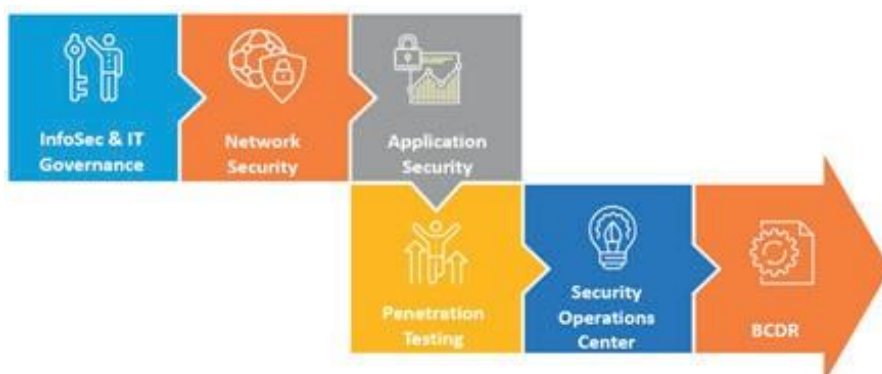 InfoSec & IT
Governance
Network
Security
Application
Security
Penetration
Testing
Security
Operations
Center
BCDR